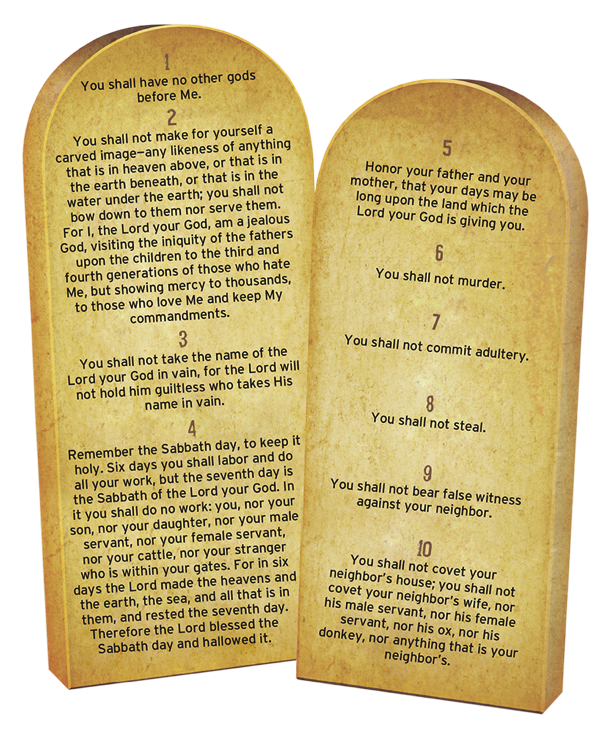 1
You shall have no other gods
before Me.
2
You shall not make for yourself a
carved image—any likeness of anything
that is in heaven above, or that is in
the earth beneath, or that is in the
water under the earth; you shall not
bow down to them nor serve them.
For I, the Lord your God, am a jealous
God, visiting the iniquity of the fathers
upon the children to the third and
fourth generations of those who hate
Me, but showing mercy to thousands,
to those who love Me and keep My
commandments.
3
You shall not take the name of the
Lord your God in vain, for the Lord will
not hold him guiltless who takes His
name in vain.
4
Remember the Sabbath day, to keep it
holy. Six days you shall labor and do
all your work, but the seventh day is
the Sabbath of the Lord your God. In
it you shall do no work: you, nor your
son, nor your daughter, nor your male
servant, nor your female servant,
nor your cattle, nor your stranger
who is within your gates. For in six
days the Lord made the heavens and
the earth, the sea, and all that is in
them, and rested the seventh day.
Therefore the Lord blessed the
Sabbath day and hallowed it.
5
Honor your father and your
mother, that your days may be
long upon the land which the
Lord your God is giving you.
6
You shall not murder.
7
You shall not commit adultery.
8
You shall not steal.
9
You shall not bear false witness
against your neighbor.
10
You shall not covet your
neighbor's house; you shall not
covet your neighbor's wife, nor
his male servant, nor his female
servant, nor his ox, nor his
donkey, nor anything that is your
neighbor's.